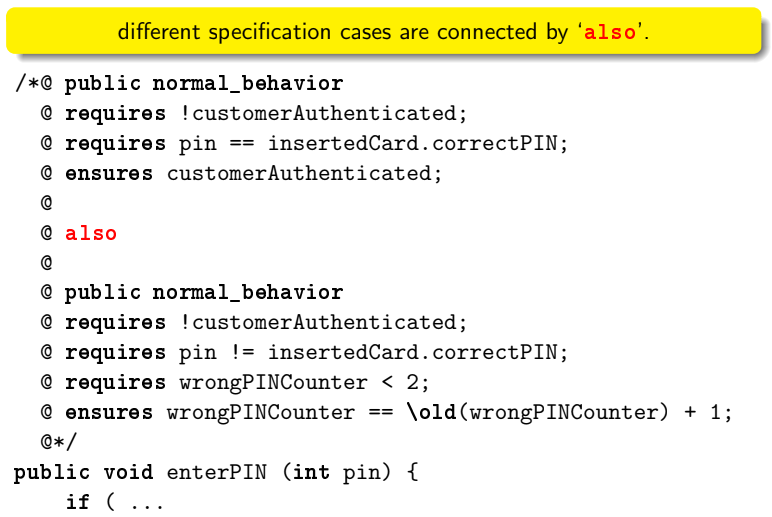 different specification cases are connected by ‘also’.
/*@ public normal_behavior
  @ requires !customerAuthenticated;
  @ requires pin == insertedCard.correctPIN;
  @ ensures customerAuthenticated;
  @
  @ also
  @
  @ public normal_behavior
  @ requires !customerAuthenticated;
  @ requires pin != insertedCard.correctPIN;
  @ requires wrongPINCounter < 2;
  @ ensures wrongPINCounter == \old(wrongPINCounter) + 1;
  @*/
public void enterPIN (int pin) {
    if ( ...